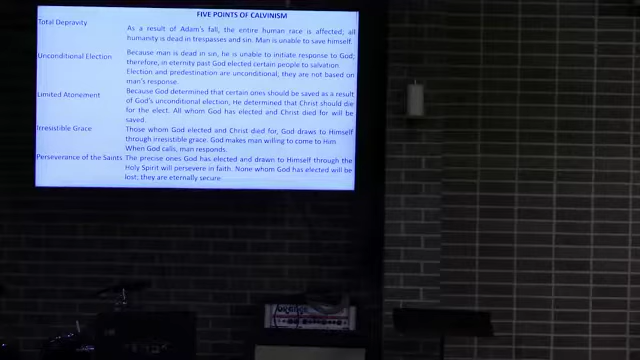 FIVE POINTS OF CALVINISM
Total Depravity
As a result of Adam's fall, the entire human race is affected; all
humanity is dead in trespasses and sin. Man is unable to save himself.
Unconditional Election
Because man is dead in sin, he is unable to initiate response to God;
therefore, in eternity past God elected certain people to salvation.
Election and predestination are unconditional; they are not based on
man's response.
Limited Atonement
Because God determined that certain ones should be saved as a result
of God's unconditional election, He determined that Christ should die
for the elect. All whom God has elected and Christ died for will be
saved.
Irresistible Grace
Those whom God elected and Christ died for, God draws to Himself
through irresistible grace. God makes man willing to come to Him
When God calls, man responds.
Perseverance of the Saints
The precise ones God has elected and drawn to Himself through the
Holy Spirit will persevere in faith. None whom God has elected will be
lost; they are eternally secure.